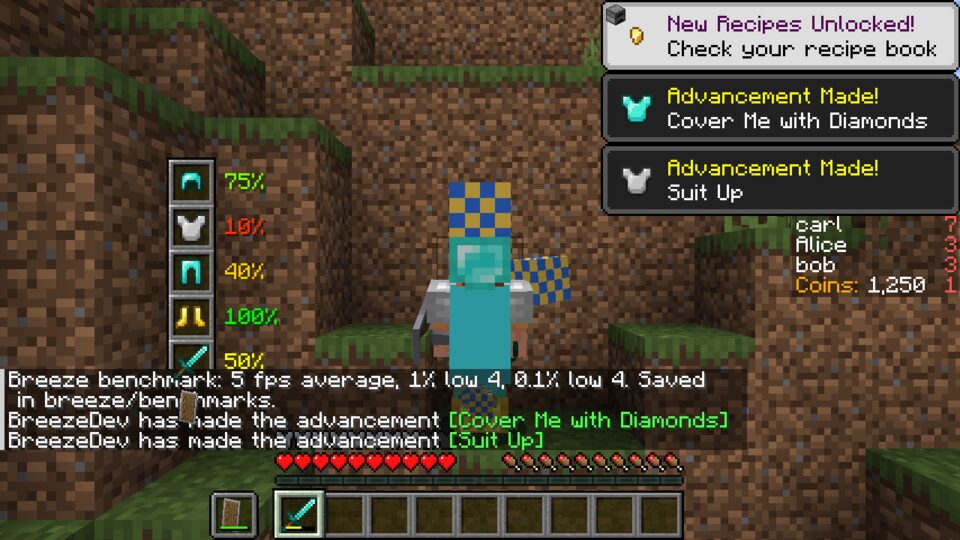 New Recipes Unlocked!
Check your recipe book
Advancement Made!
Cover Me with Diamonds
Advancement Made!
Suit Up
75%
10%
40%
100%
50%
carl 7
Alice 3
bob 3
Coins: 1,250 1
Breeze benchmark: 5 fps average, 1% low 4, 0.1% low 4. Saved
in breeze/benchmarks.
BreezeDev has made the advancement [Cover Me with Diamonds]
BreezeDev has made the advancement [Suit Up]